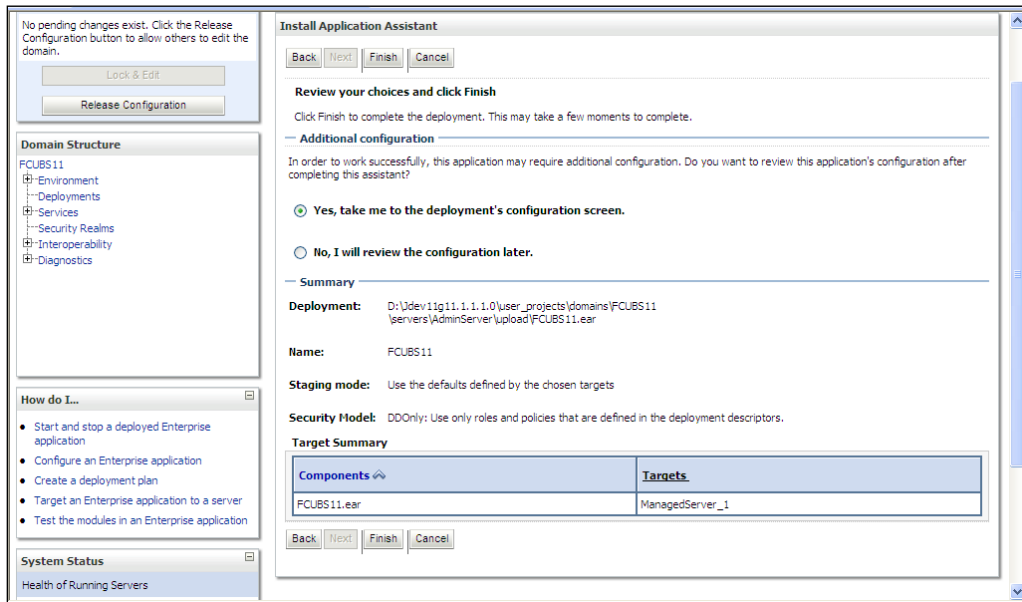 No pending changes exist. Click the Release
Configuration button to allow others to edit the
domain.
Lock & Edit
Release Configuration
Domain Structure
FCUBS11
Environment
Deployments
Services
Security Realms
Interoperability
Diagnostics
How do I...
Start and stop a deployed Enterprise
application
Configure an Enterprise application
Create a deployment plan
Target an Enterprise application to a server
Test the modules in an Enterprise application
System Status
Health of Running Servers
Install Application Assistant
Back Next Finish Cancel
Review your choices and click Finish
Click Finish to complete the deployment. This may take a few moments to complete.
Additional configuration
In order to work successfully, this application may require additional configuration. Do you want to review this application's configuration after
completing this assistant?
Yes, take me to the deployment's configuration screen.
No, I will review the configuration later.
Summary
Deployment: D:\Jdev11g11.1.1.1.0\user_projects\domains\FCUBS11
\servers\AdminServer\upload\FCUBS11.ear
Name: FCUBS11
Staging mode: Use the defaults defined by the chosen targets
Security Model: DDOnly: Use only roles and policies that are defined in the deployment descriptors.
Target Summary
Components Targets
FCUBS11.ear ManagedServer_1
Back Next Finish Cancel